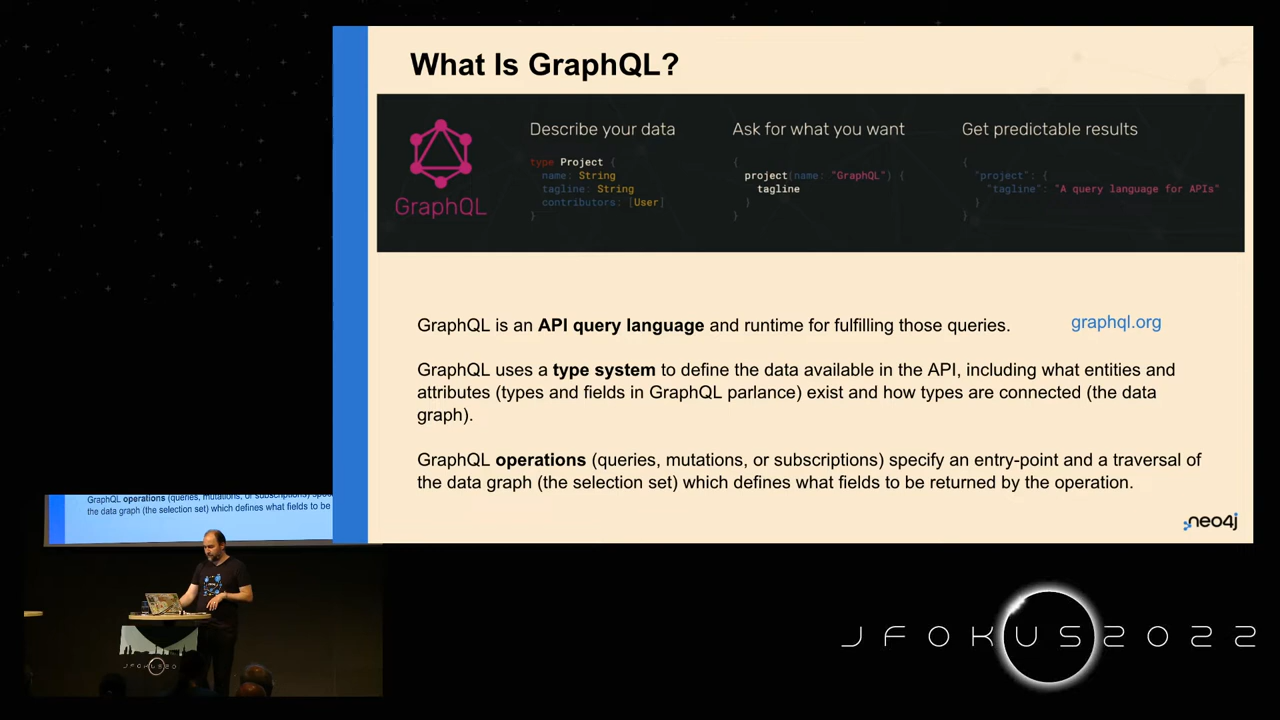 What Is GraphQL?
GraphQL
Describe your data
type Project {
name: String
tagline: String
contributors: [User]
}
Ask for what you want
{
project(name: "GraphQL") {
tagline
}
}
Get predictable results
{
"project": {
"tagline": "A query language for APIs"
}
}
GraphQL is an API query language and runtime for fulfilling those queries.
graphql.org
GraphQL uses a type system to define the data available in the API, including what entities and
attributes (types and fields in GraphQL parlance) exist and how types are connected (the data
graph).
GraphQL operations (queries, mutations, or subscriptions) specify an entry-point and a traversal of
the data graph (the selection set) which defines what fields to be returned by the operation.
neo4j
GraphQL operations (queries, mutations, or subscriptions)
the data graph (the selection set) which defines what fields to be
JFOKUS2022